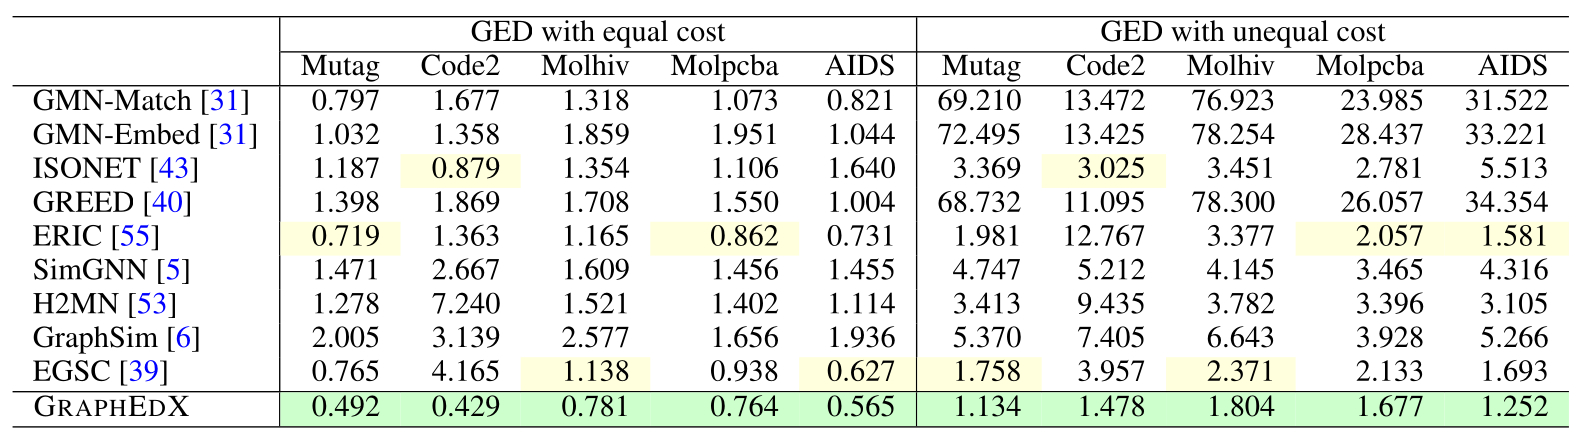 GED with equal cost GED with unequal cost
Mutag Code2 Molhiv Molpcba AIDS Mutag Code2 Molhiv Molpcba AIDS
GMN-Match [31] 0.797 1.677 1.318 1.073 0.821 69.210 13.472 76.923 23.985 31.522
GMN-Embed [31] 1.032 1.358 1.859 1.951 1.044 72.495 13.425 78.254 28.437 33.221
ISONET [43] 1.187 0.879 1.354 1.106 1.640 3.369 3.025 3.451 2.781 5.513
GREED [40] 1.398 1.869 1.708 1.550 1.004 68.732 11.095 78.300 26.057 34.354
ERIC [55] 0.719 1.363 1.165 0.862 0.731 1.981 12.767 3.377 2.057 1.581
SimGNN [5] 1.471 2.667 1.609 1.456 1.455 4.747 5.212 4.145 3.465 4.316
H2MN [53] 1.278 7.240 1.521 1.402 1.114 3.413 9.435 3.782 3.396 3.105
GraphSim [6] 2.005 3.139 2.577 1.656 1.936 5.370 7.405 6.643 3.928 5.266
EGSC [39] 0.765 4.165 1.138 0.938 0.627 1.758 3.957 2.371 2.133 1.693
GRAPHEDX 0.492 0.429 0.781 0.764 0.565 1.134 1.478 1.804 1.677 1.252